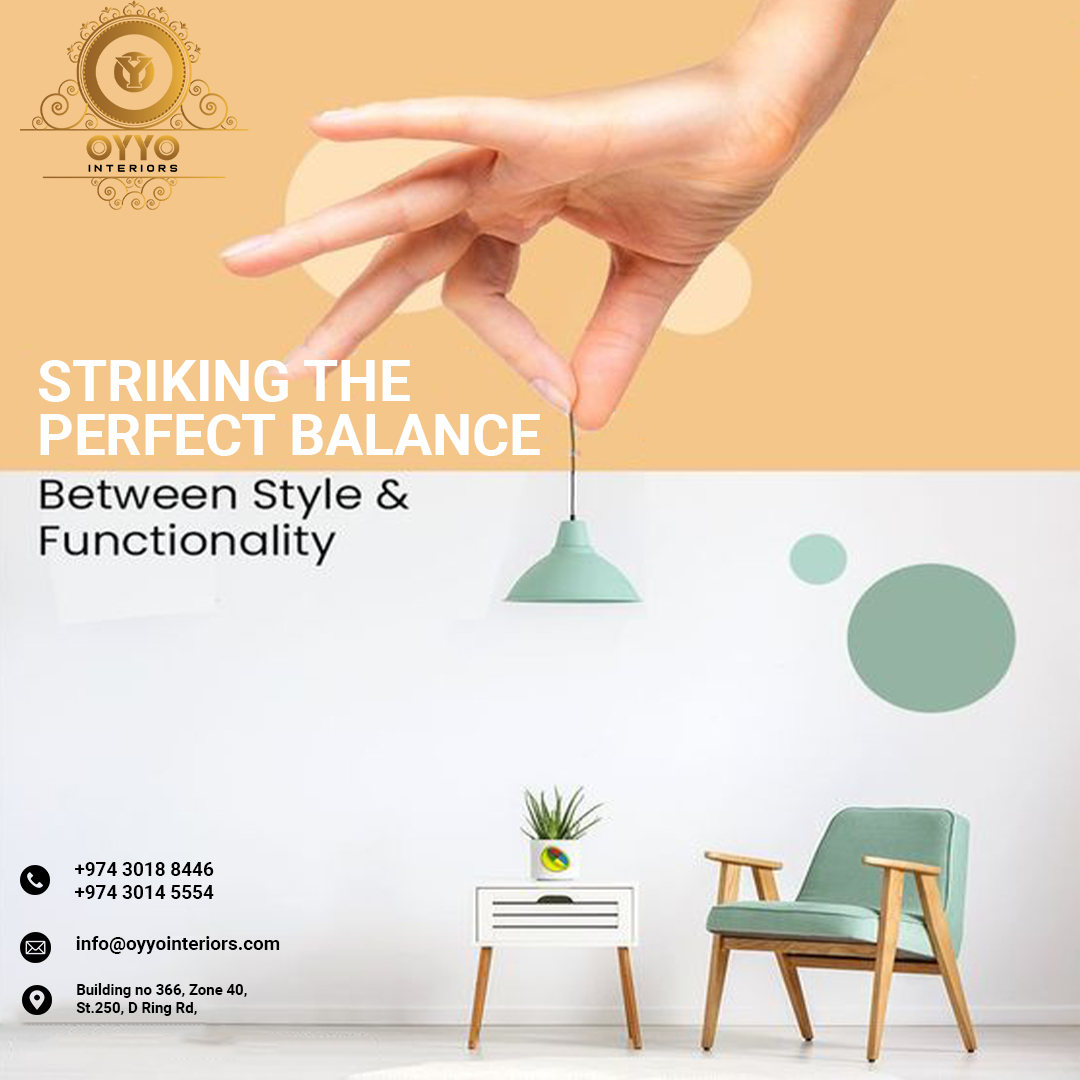 OYYO
INTERIORS
STRIKING THE
PERFECT BALANCE
Between Style &
Functionality
+974 3018 8446
+974 3014 5554
info@oyyointeriors.com
Building no 366, Zone 40,
St.250, D Ring Rd,